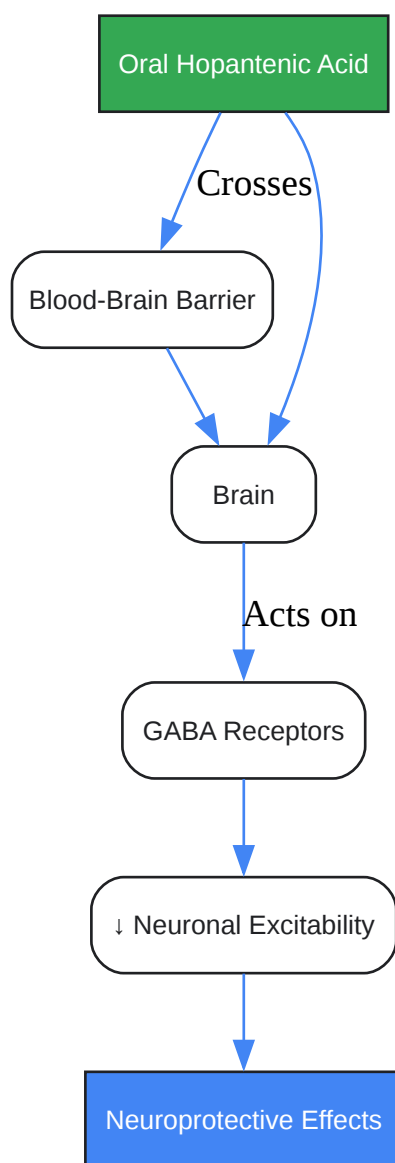 Oral Hopantenic Acid
Crosses
Blood-Brain Barrier
Brain
Acts on
GABA Receptors
↓ Neuronal Excitability
Neuroprotective Effects